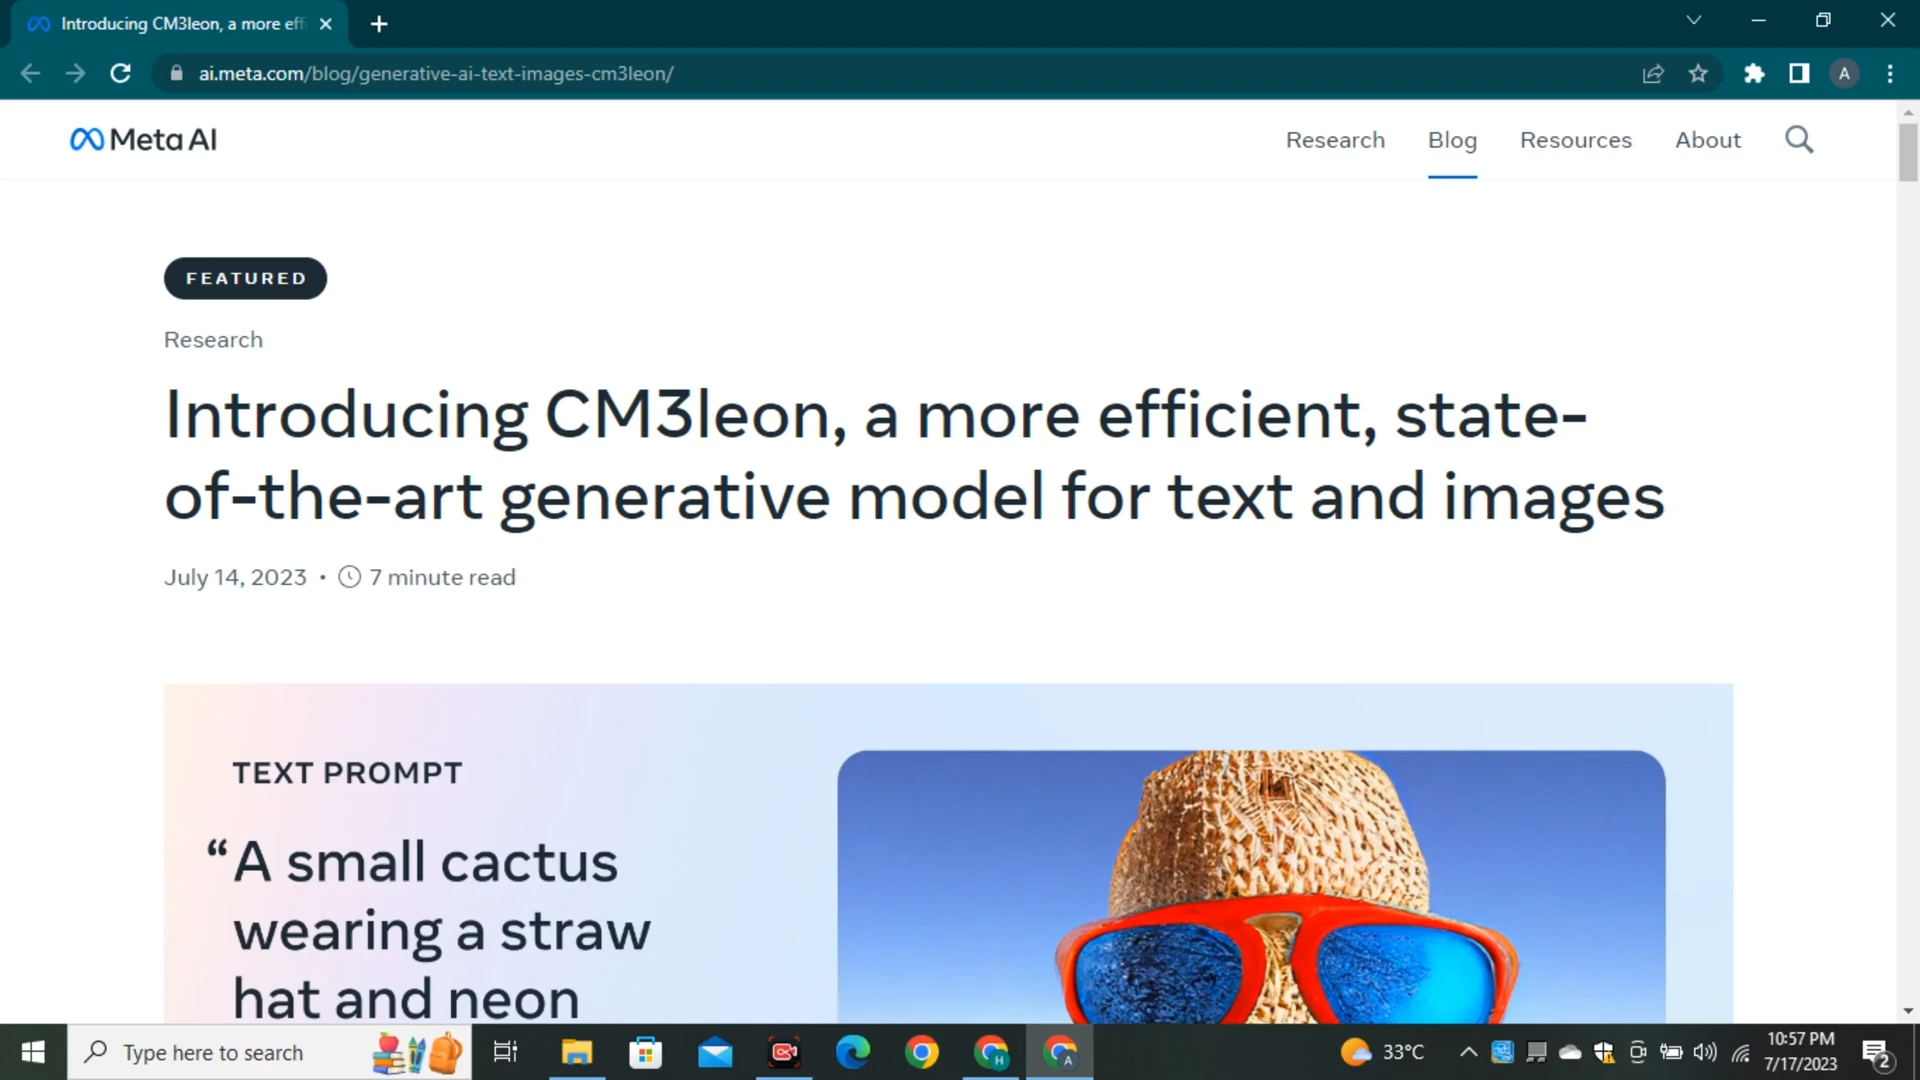 Introducing CM3leon, a more eff
ai.meta.com/blog/generative-ai-text-images-cm3leon/
A
Meta AI
Research
Blog
Resources
About
FEATURED
Research
Introducing CM3leon, a more efficient, state-
of-the-art generative model for text and images
July 14, 2023 • 7 minute read
TEXT PROMPT
“A small cactus
wearing a straw
hat and neon
Type here to search
H
A
33°C
10:57 PM
7/17/2023
2